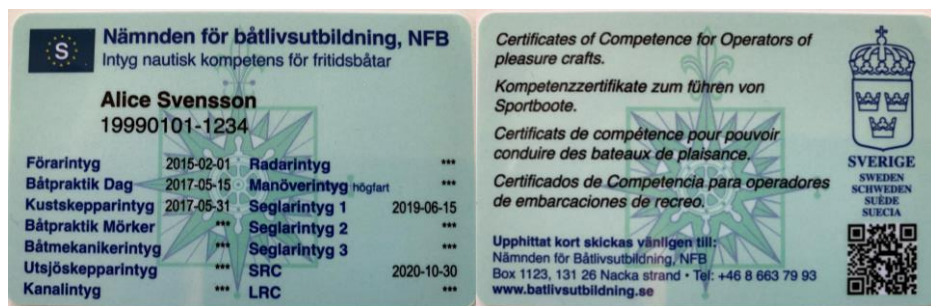 S
Nämnden för båtlivsutbildning, NFB
Intyg nautisk kompetens för fritidsbåtar
Alice Svensson
19990101-1234
Förarintyg 2015-02-01 Radarintyg ***
Båtpraktik Dag 2017-05-15 Manöverintyg högfart ***
Kustskepparintyg 2017-05-31 Seglarintyg 1 2019-06-15
Båtpraktik Mörker *** Seglarintyg 2 ***
Båtmekanikerintyg *** Seglarintyg 3 ***
Utsjöskepparintyg *** SRC 2020-10-30
Kanalintyg *** LRC ***
Certificates of Competence for Operators of
pleasure crafts.
Kompetenzzertifikate zum führen von
Sportboote.
Certificats de compétence pour pouvoir
conduire des bateaux de plaisance.
Certificados de Competencia para operadores
de embarcaciones de recreo.
SVERIGE
SWEDEN
SCHWEDEN
SUÈDE
SUECIA
Upphittat kort skickas vänligen till:
Nämnden för Båtlivsutbildning, NFB
Box 1123, 131 26 Nacka strand • Tel: +46 8 663 79 93
www.batlivsutbildning.se